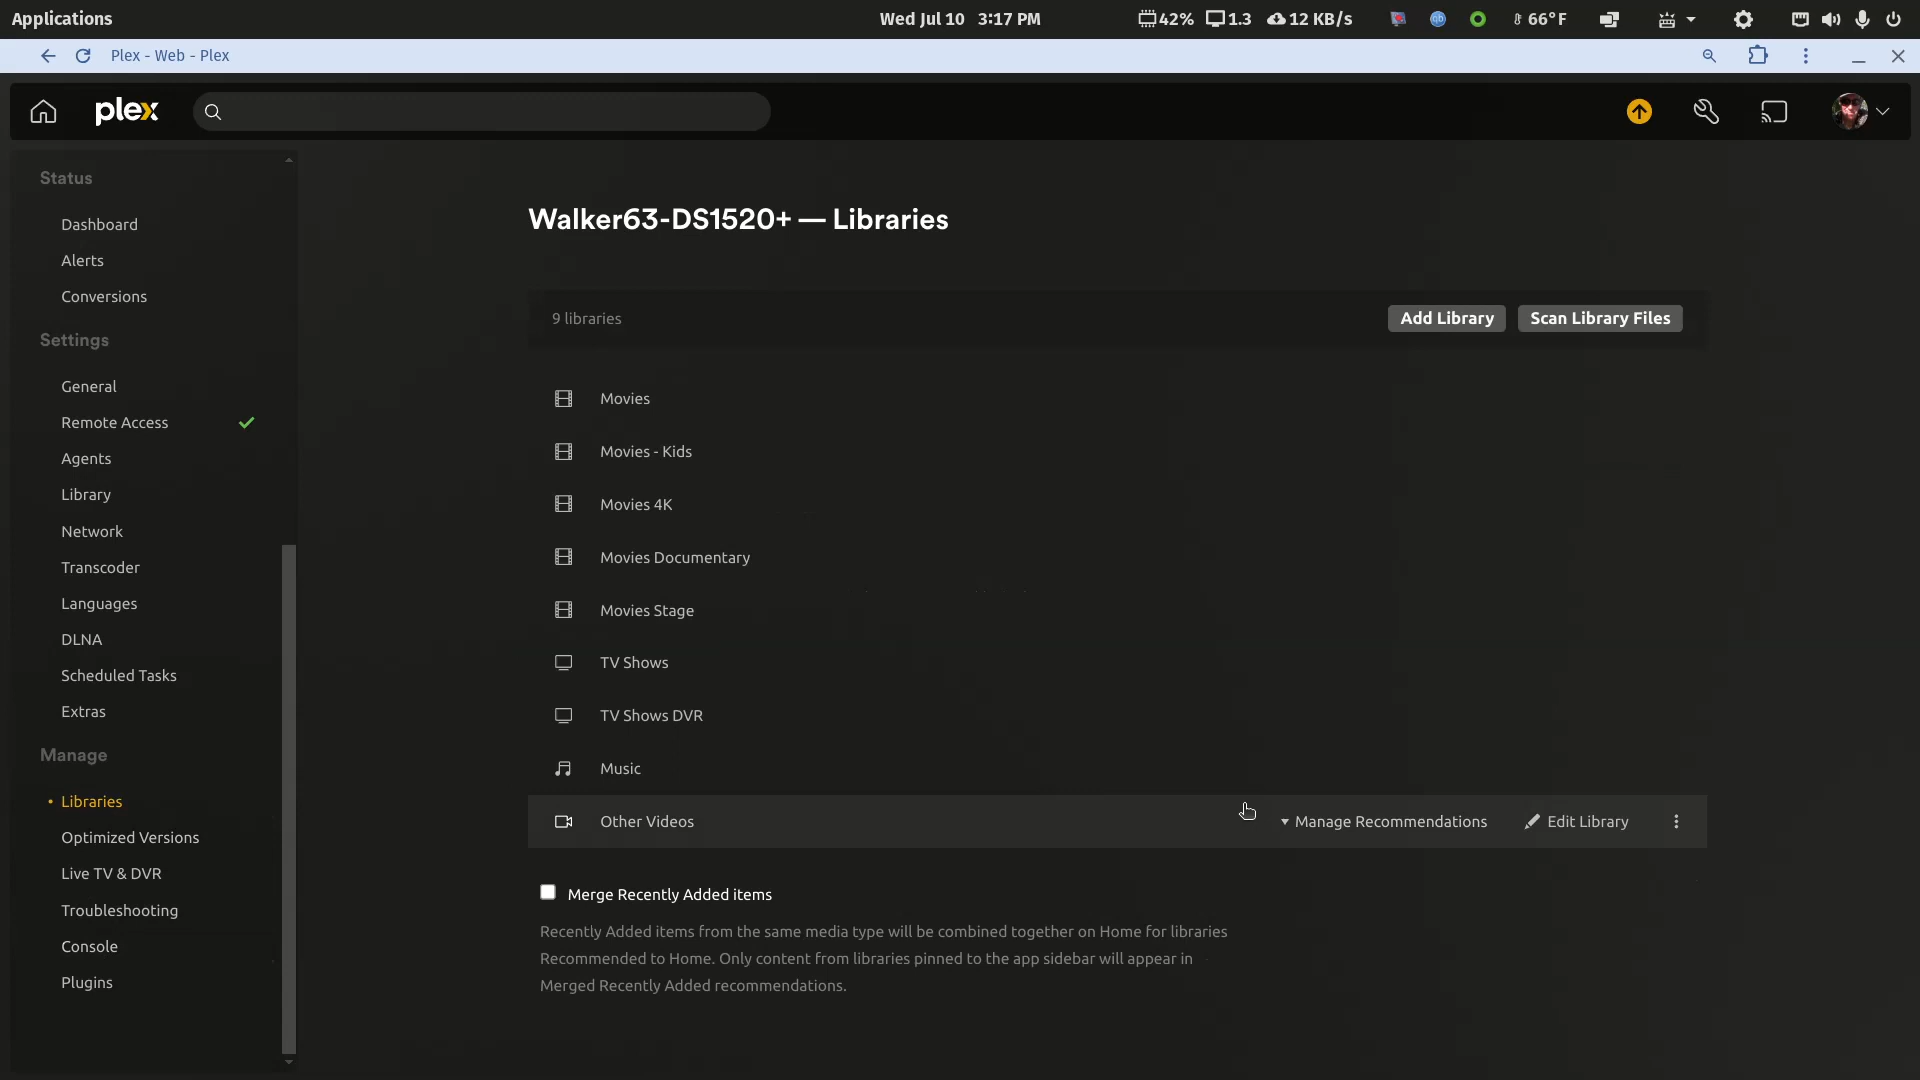 Applications
Wed Jul 10 3:17 PM
42% 1.3 12 KB/s 66°F
Plex - Web - Plex
plex
Status
Dashboard
Alerts
Conversions
Settings
General
Remote Access
Agents
Library
Network
Transcoder
Languages
DLNA
Scheduled Tasks
Extras
Manage
• Libraries
Optimized Versions
Live TV & DVR
Troubleshooting
Console
Plugins
Walker63-DS1520+ — Libraries
9 libraries
Add Library
Scan Library Files
Movies
Movies - Kids
Movies 4K
Movies Documentary
Movies Stage
TV Shows
TV Shows DVR
Music
Other Videos
Manage Recommendations
Edit Library
Merge Recently Added items
Recently Added items from the same media type will be combined together on Home for libraries
Recommended to Home. Only content from libraries pinned to the app sidebar will appear in
Merged Recently Added recommendations.